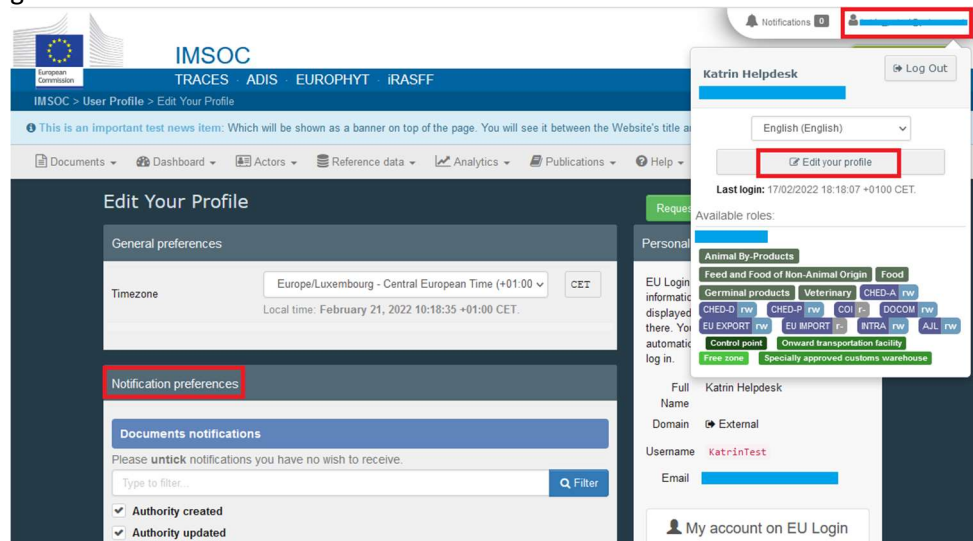 Notifications 0
European
Commission
IMSOC
TRACES · ADIS · EUROPHYT · iRASFF
IMSOC > User Profile > Edit Your Profile
This is an important test news item: Which will be shown as a banner on top of the page. You will see it between the Website's title
Documents
Dashboard
Actors
Reference data
Analytics
Publications
Help
Katrin Helpdesk
Log Out
English (English)
Edit your profile
Last login: 17/02/2022 18:18:07 +0100 CET.
Available roles:
Animal By-Products
Feed and Food of Non-Animal Origin Food
Germinal products Veterinary CHED-A rw
CHED-D rw CHED-P rw COI r- DOCOM rw
EU EXPORT rw EU IMPORT r- INTRA rw AJL rw
Control point Onward transportation facility
Free zone Specially approved customs warehouse
Edit Your Profile
General preferences
Timezone
Europe/Luxembourg - Central European Time (+01:00
CET
Local time: February 21, 2022 10:18:35 +01:00 CET.
Notification preferences
Documents notifications
Please untick notifications you have no wish to receive.
Type to filter...
Filter
Authority created
Authority updated
Personal
EU Login
displayed
there.
log in.
Full Name
Katrin Helpdesk
Domain
External
Username
KatrinTest
Email
My account on EU Login